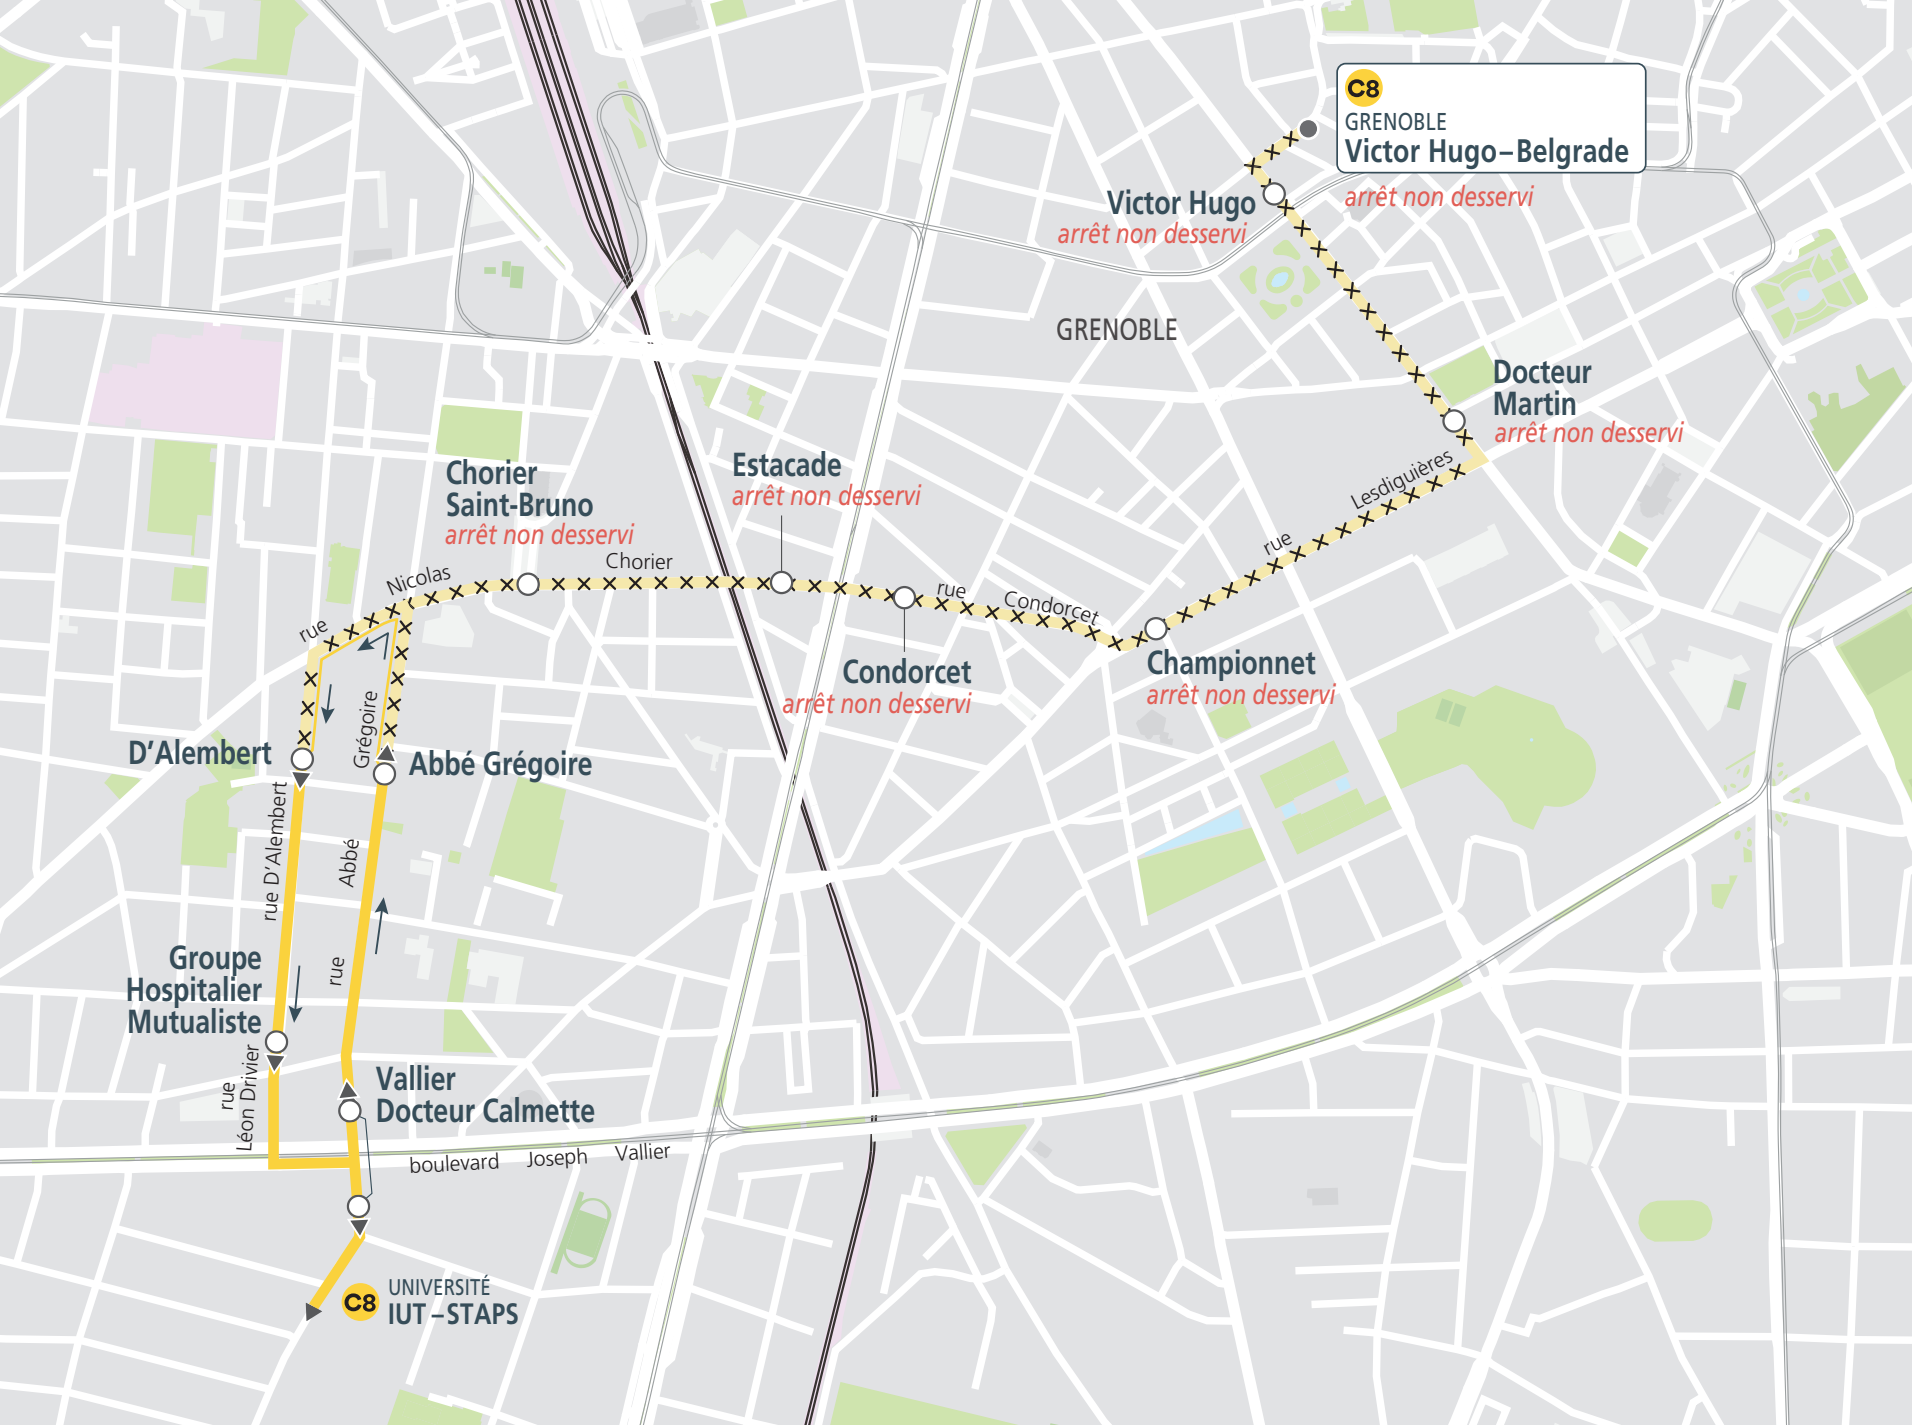 C8
GRENOBLE
Victor Hugo–Belgrade
arrêt non desservi
Victor Hugo
arrêt non desservi
GRENOBLE
Docteur
Martin
arrêt non desservi
rue Lesdiguières
Estacade
arrêt non desservi
Chorier
Saint-Bruno
arrêt non desservi
rue Nicolas Chorier
rue Condorcet
Condorcet
arrêt non desservi
Championnet
arrêt non desservi
D'Alembert
Abbé Grégoire
rue D'Alembert
rue Abbé Grégoire
Groupe
Hospitalier
Mutualiste
rue
Léon Drivier
Vallier
Docteur Calmette
boulevard Joseph Vallier
C8
UNIVERSITÉ
IUT–STAPS